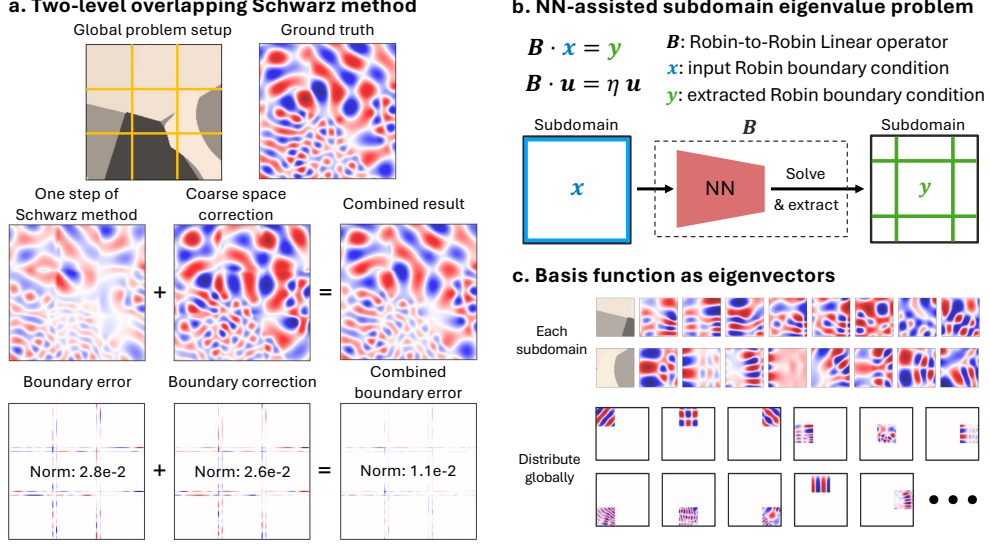 a. Two-level overlapping Schwarz method
Global problem setup
Ground truth
One step of
Schwarz method
Coarse space
correction
Combined result
+
=
Boundary error
Boundary correction
Combined
boundary error
Norm: 2.8e-2
+
Norm: 2.6e-2
=
Norm: 1.1e-2
b. NN-assisted subdomain eigenvalue problem
B · x = y
B · u = η u
B: Robin-to-Robin Linear operator
x: input Robin boundary condition
y: extracted Robin boundary condition
Subdomain
B
Subdomain
x
NN
Solve
& extract
y
c. Basis function as eigenvectors
Each
subdomain
Distribute
globally